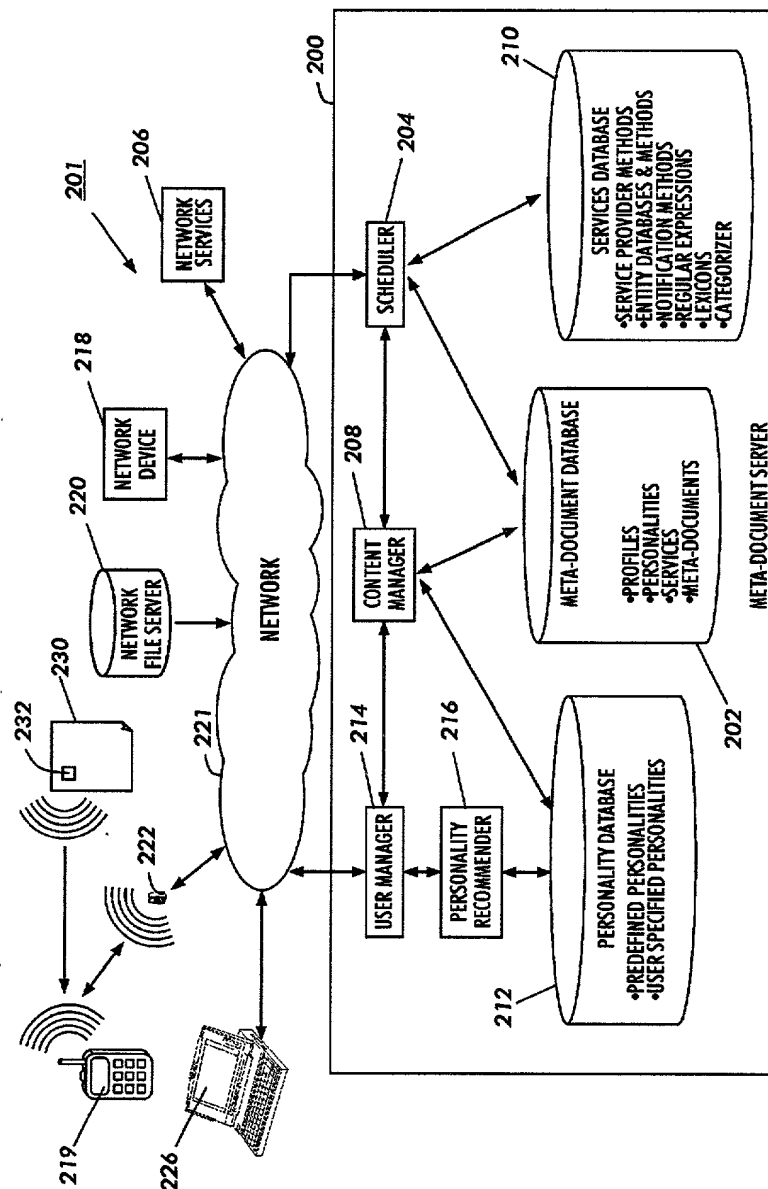 201
206
NETWORK
SERVICES
218
NETWORK
DEVICE
220
NETWORK
FILE SERVER
230
232
222
219
226
221
NETWORK
200
214
USER MANAGER
208
CONTENT
MANAGER
204
SCHEDULER
216
PERSONALITY
RECOMMENDER
212
PERSONALITY DATABASE
•PREDEFINED PERSONALITIES
•USER SPECIFIED PERSONALITIES
202
META-DOCUMENT DATABASE
•PROFILES
•PERSONALITIES
•SERVICES
•META-DOCUMENTS
210
SERVICES DATABASE
•SERVICE PROVIDER METHODS
•ENTITY DATABASES & METHODS
•NOTIFICATION METHODS
•REGULAR EXPRESSIONS
•LEXICONS
•CATEGORIZER
META-DOCUMENT SERVER